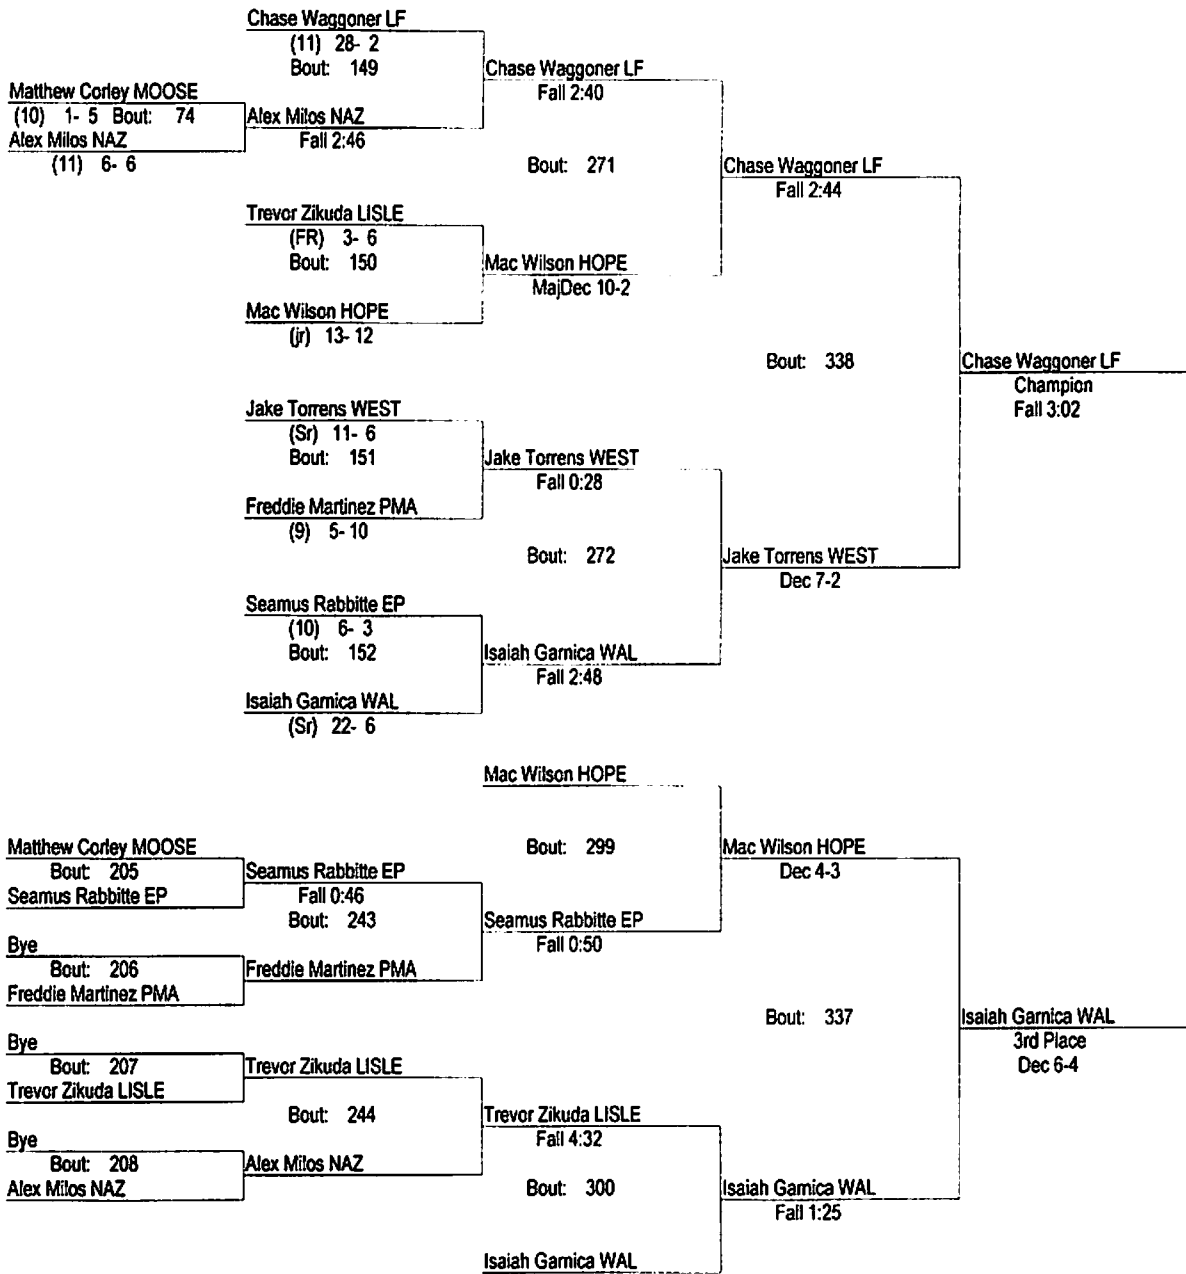 Chase Waggoner LF
(11) 28- 2
Bout: 149
Chase Waggoner LF
Fall 2:40
Matthew Corley MOOSE
(10) 1- 5 Bout: 74
Alex Milos NAZ
Alex Milos NAZ
Fall 2:46
(11) 6- 6
Bout: 271
Chase Waggoner LF
Fall 2:44
Trevor Zikuda LISLE
(FR) 3- 6
Bout: 150
Mac Wilson HOPE
MajDec 10-2
Mac Wilson HOPE
(jr) 13- 12
Bout: 338
Chase Waggoner LF
Champion
Fall 3:02
Jake Torrens WEST
(Sr) 11- 6
Bout: 151
Jake Torrens WEST
Fall 0:28
Freddie Martinez PMA
(9) 5- 10
Bout: 272
Jake Torrens WEST
Dec 7-2
Seamus Rabbitte EP
(10) 6- 3
Bout: 152
Isaiah Garnica WAL
Fall 2:48
Isaiah Garnica WAL
(Sr) 22- 6
Mac Wilson HOPE
Bout: 299
Mac Wilson HOPE
Dec 4-3
Matthew Corley MOOSE
Bout: 205
Seamus Rabbitte EP
Seamus Rabbitte EP
Fall 0:46
Bout: 243
Seamus Rabbitte EP
Fall 0:50
Bye
Bout: 206
Freddie Martinez PMA
Freddie Martinez PMA
Bout: 337
Isaiah Garnica WAL
3rd Place
Dec 6-4
Bye
Bout: 207
Trevor Zikuda LISLE
Trevor Zikuda LISLE
Bout: 244
Trevor Zikuda LISLE
Fall 4:32
Bye
Bout: 208
Alex Milos NAZ
Alex Milos NAZ
Bout: 300
Isaiah Garnica WAL
Fall 1:25
Isaiah Garnica WAL